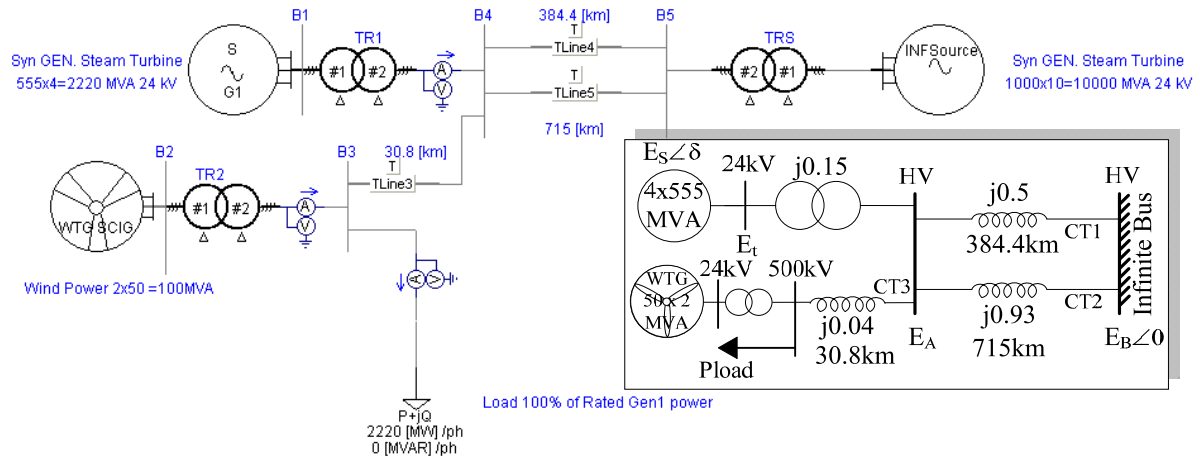 B1
B4
384.4 [km]
B5
T
TLine4
TR1
TRS
Syn GEN. Steam Turbine
555x4=2220 MVA 24 kV
S
G1
#1
#2
A
V
T
TLine5
#2
#1
INFSource
Syn GEN. Steam Turbine
1000x10=10000 MVA 24 kV
715 [km]
B2
TR2
B3
30.8 [km]
T
TLine3
WTG SCIG
#1
#2
A
V
Wind Power 2x50 =100MVA
A
V
P+jQ
2220 [MW] /ph
0 [MVAR] /ph
Load 100% of Rated Gen1 power
ES∠δ
24kV
j0.15
HV
HV
4x555
MVA
Et
j0.5
384.4km
CT1
WTG
50 x 2
MVA
24kV
500kV
CT3
j0.04
30.8km
Pload
EA
j0.93
715km
CT2
EB∠0
Infinite Bus